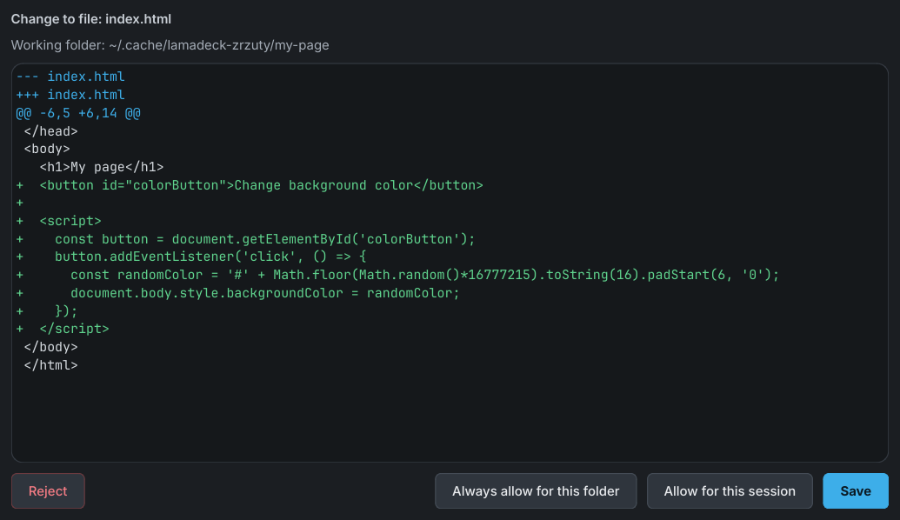 Change to file: index.html
Working folder: ~/.cache/lamadeck-zrzuty/my-page
--- index.html
+++ index.html
@@ -6,5 +6,14 @@
 </head>
 <body>
   <h1>My page</h1>
+  <button id="colorButton">Change background color</button>
+
+  <script>
+    const button = document.getElementById('colorButton');
+    button.addEventListener('click', () => {
+      const randomColor = '#' + Math.floor(Math.random()*16777215).toString(16).padStart(6, '0');
+      document.body.style.backgroundColor = randomColor;
+    });
+  </script>
 </body>
 </html>
Reject
Always allow for this folder
Allow for this session
Save